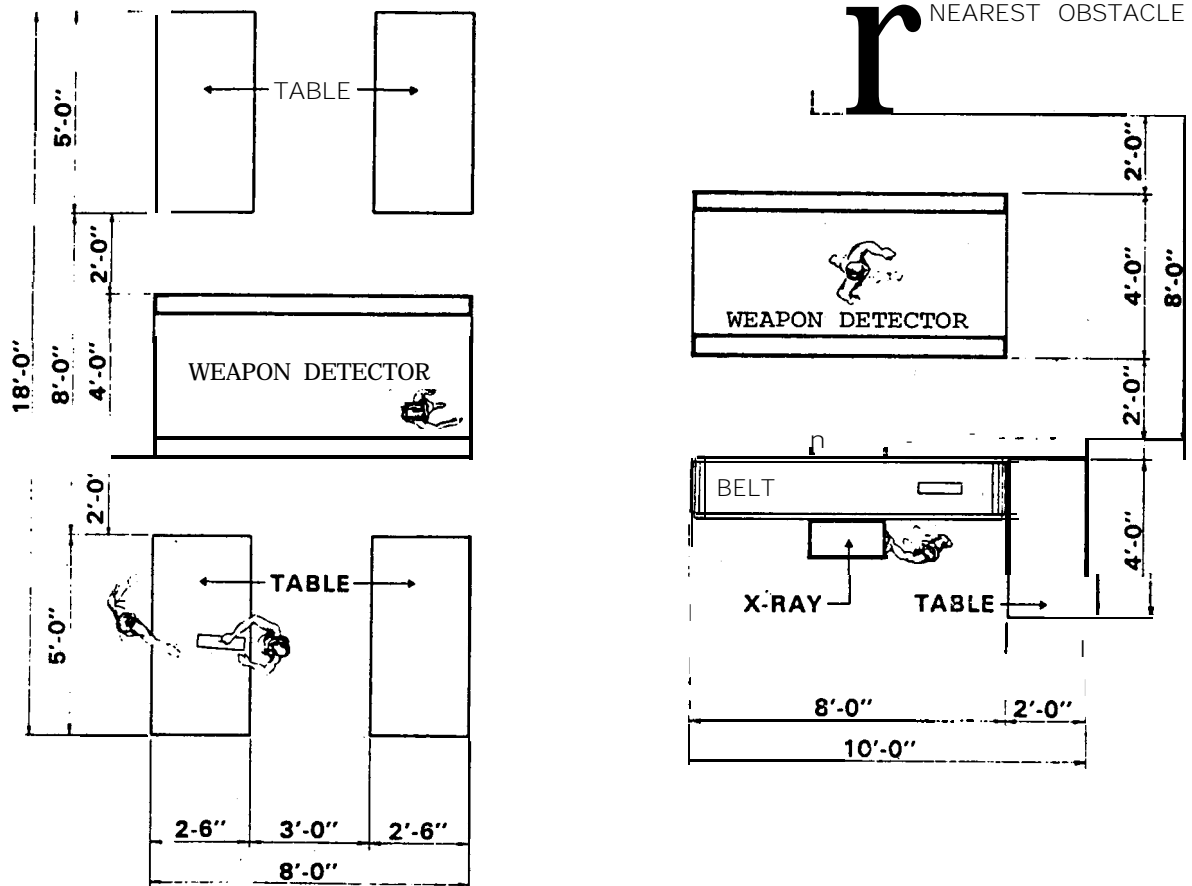 TABLE
5'-0"
2'-0"
18'-0"
8'-0"
4'-0"
WEAPON DETECTOR
2'-0'
TABLE
5'-0"
2-6"
3'-0"
2'-6"
8'-0"
r NEAREST OBSTACLE
2'-0"
4'-0"
8'-0"
WEAPON DETECTOR
2'-0"
n
BELT
4'-0"
X-RAY
TABLE
8'-0"
2'-0"
10'-0"